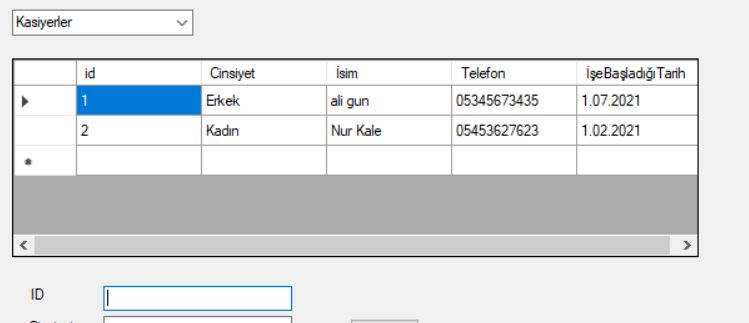 Kasiyerler
id Cinsiyet İsim Telefon İşeBaşladığıTarih
1 Erkek ali gun 05345673435 1.07.2021
2 Kadın Nur Kale 05453627623 1.02.2021
ID